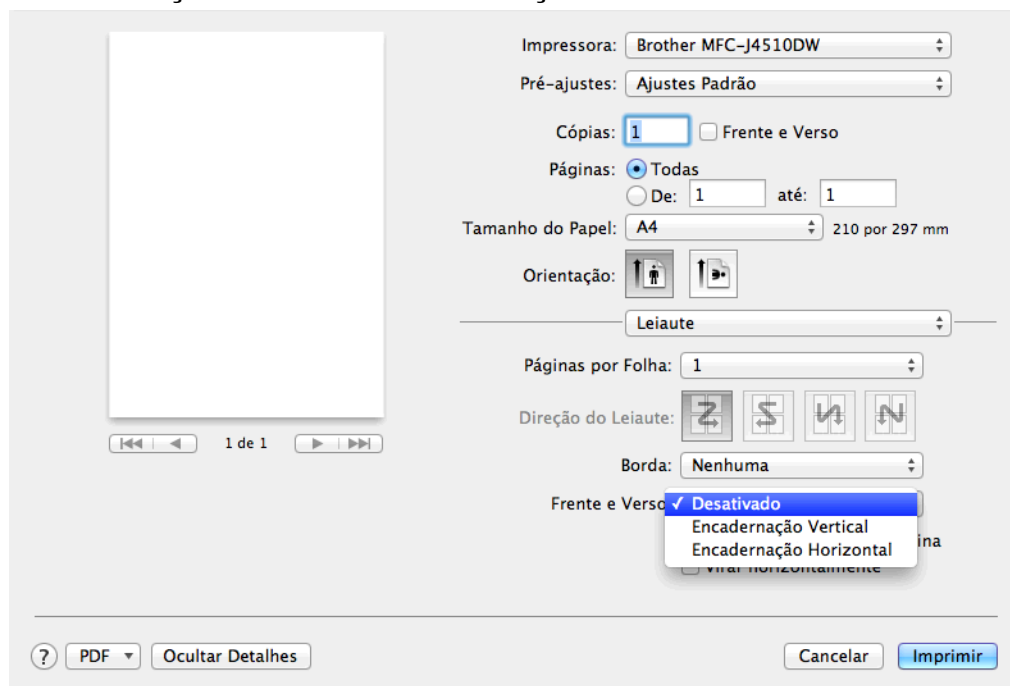 Impressora: Brother MFC-J4510DW
Pré-ajustes: Ajustes Padrão
Cópias: 1 Frente e Verso
Páginas: Todas
De: 1 até: 1
Tamanho do Papel: A4 210 por 297 mm
Orientação:
Leiaute
Páginas por Folha: 1
Direção do Leiaute:
1 de 1
Borda: Nenhuma
Frente e Verso ✓ Desativado
Encadernação Vertical
ina
Encadernação Horizontal
Virar horizontalmente
? PDF Ocultar Detalhes Cancelar Imprimir